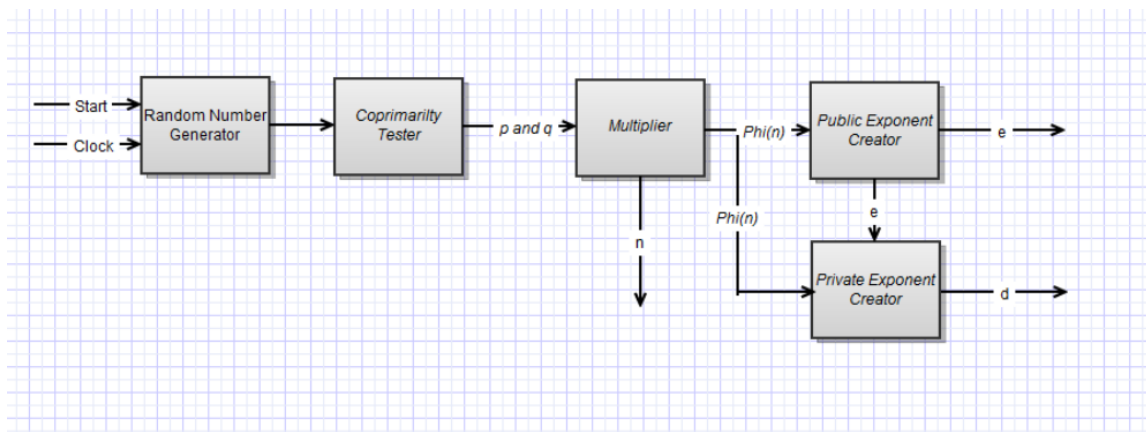 Start
Clock
Random Number
Generator
Coprimarilty
Tester
p and q
Multiplier
Phi(n)
Public Exponent
Creator
e
Phi(n)
e
n
Private Exponent
Creator
d